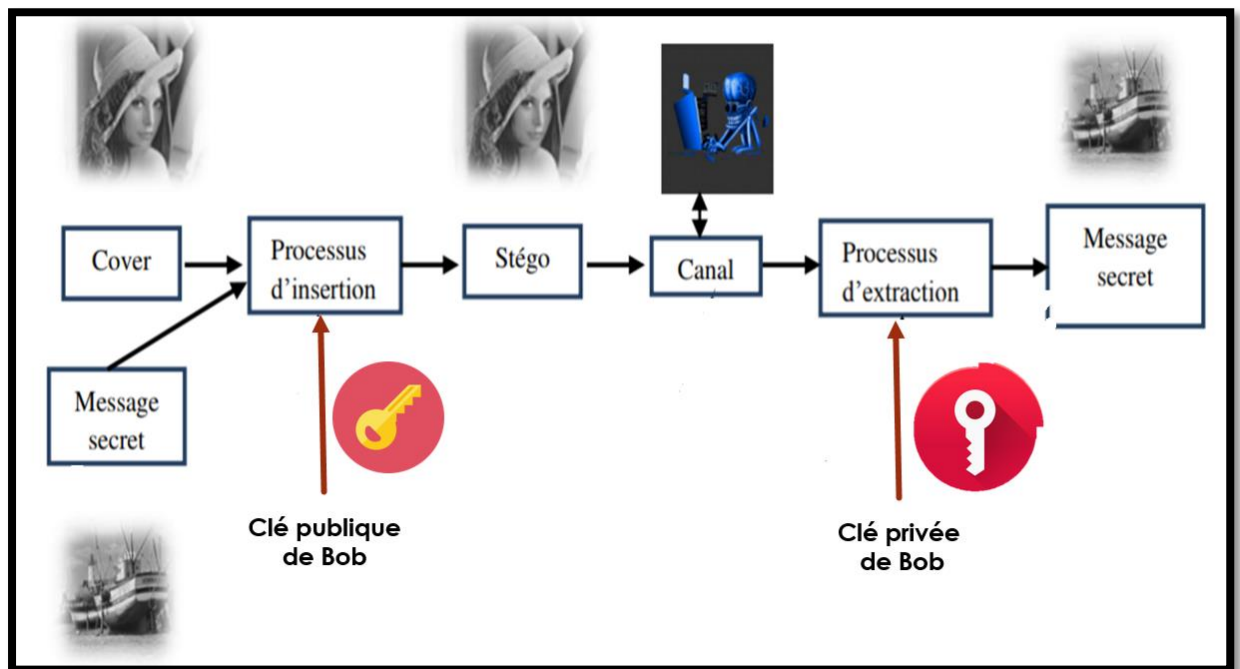 Cover
Processus
d'insertion
Stégo
Canal
Processus
d'extraction
Message
secret
Message
secret
Clé publique
de Bob
Clé privée
de Bob